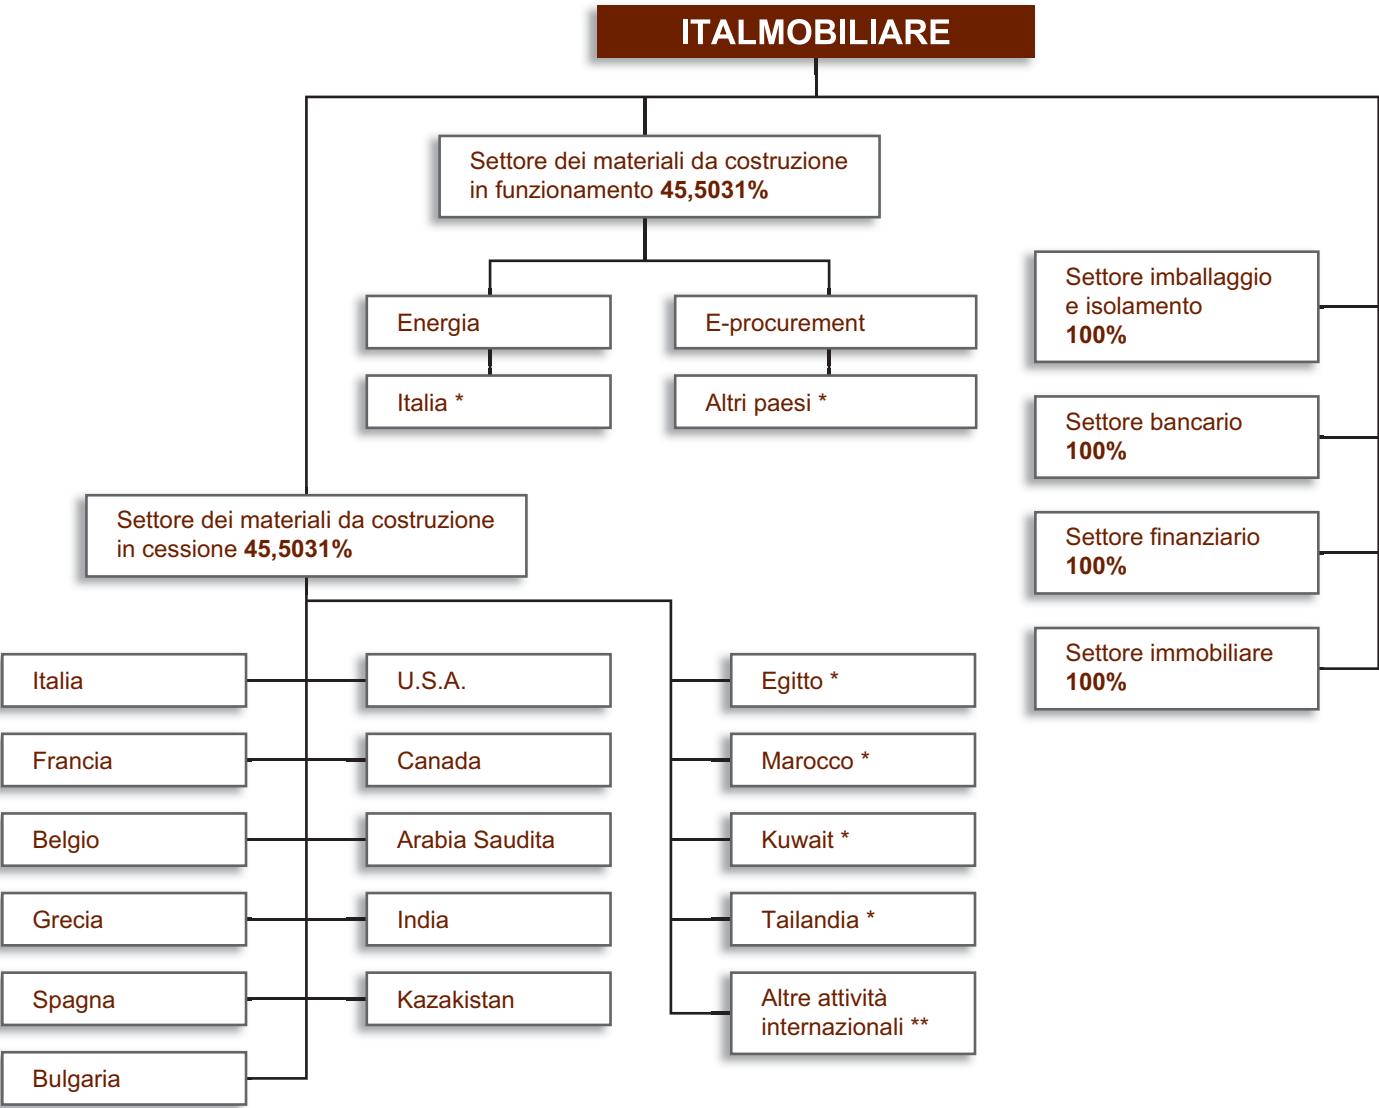 ITALMOBILIARE
Settore dei materiali da costruzione
in funzionamento 45,5031%
Energia
E-procurement
Italia *
Altri paesi *
Settore imballaggio
e isolamento
100%
Settore bancario
100%
Settore finanziario
100%
Settore immobiliare
100%
Settore dei materiali da costruzione
in cessione 45,5031%
Italia
Francia
Belgio
Grecia
Spagna
Bulgaria
U.S.A.
Canada
Arabia Saudita
India
Kazakistan
Egitto *
Marocco *
Kuwait *
Tailandia *
Altre attività
internazionali **